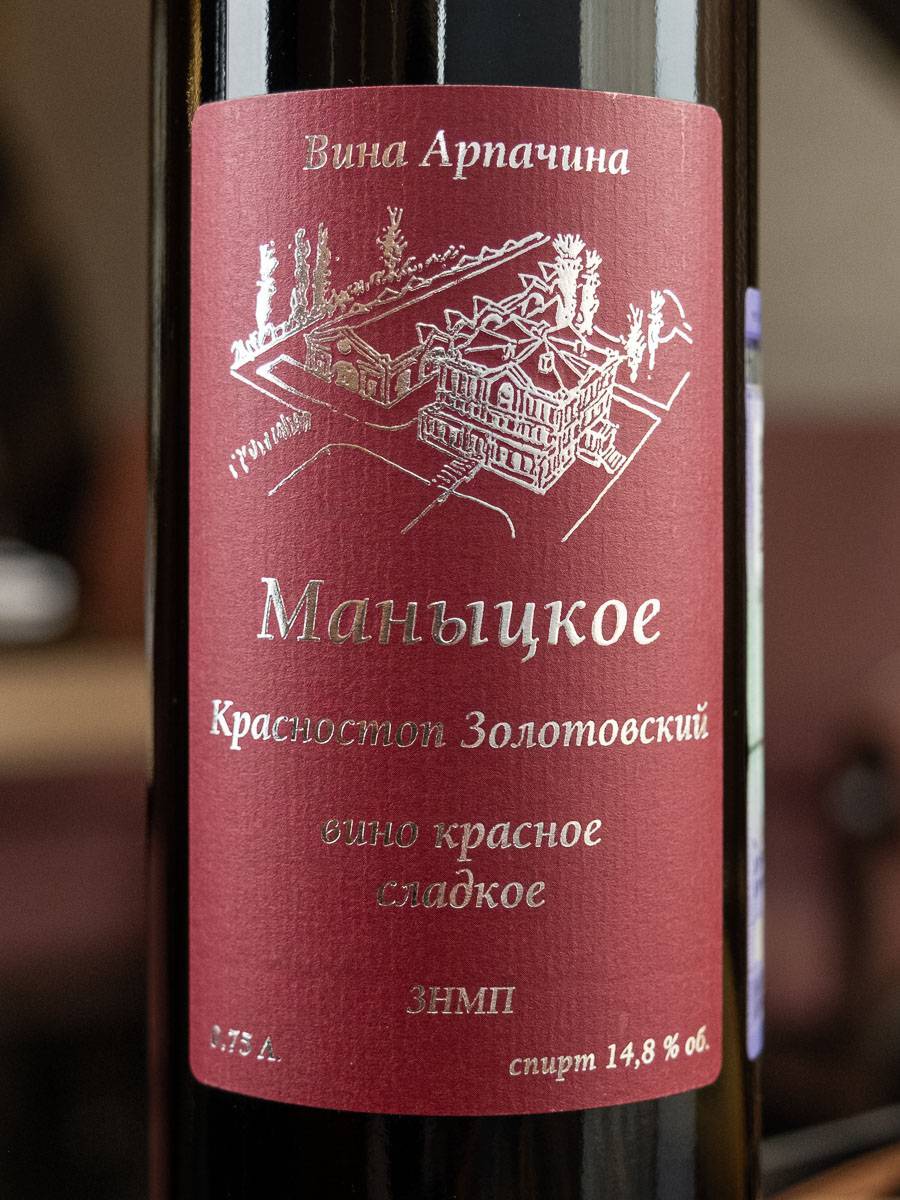 Вина Арпачина
Маныцкое
Красностоп Золотовский
вино красное
сладкое
ЗНМП
0.75 Л.
спирт 14,8 % об.